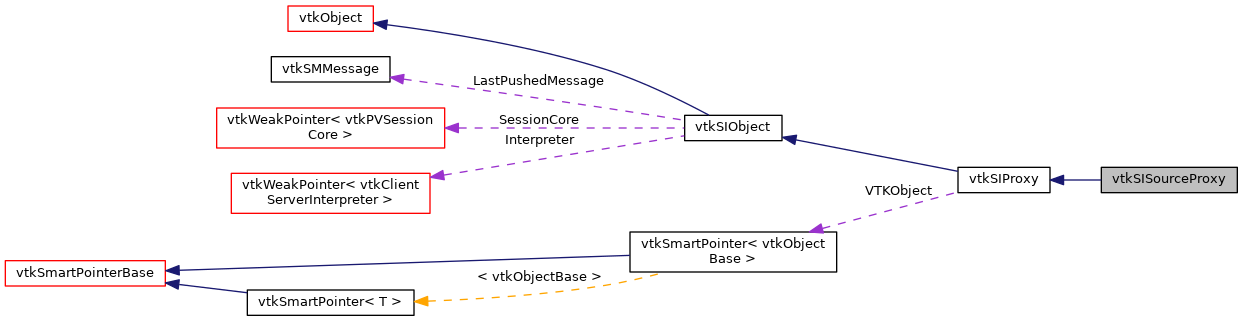 vtkObject
vtkSMMessage
LastPushedMessage
vtkWeakPointer< vtkPVSession
Core >
SessionCore
Interpreter
vtkSIObject
vtkWeakPointer< vtkClient
ServerInterpreter >
vtkSIProxy
vtkSISourceProxy
VTKObject
vtkSmartPointer< vtkObject
Base >
vtkSmartPointerBase
< vtkObjectBase >
vtkSmartPointer< T >